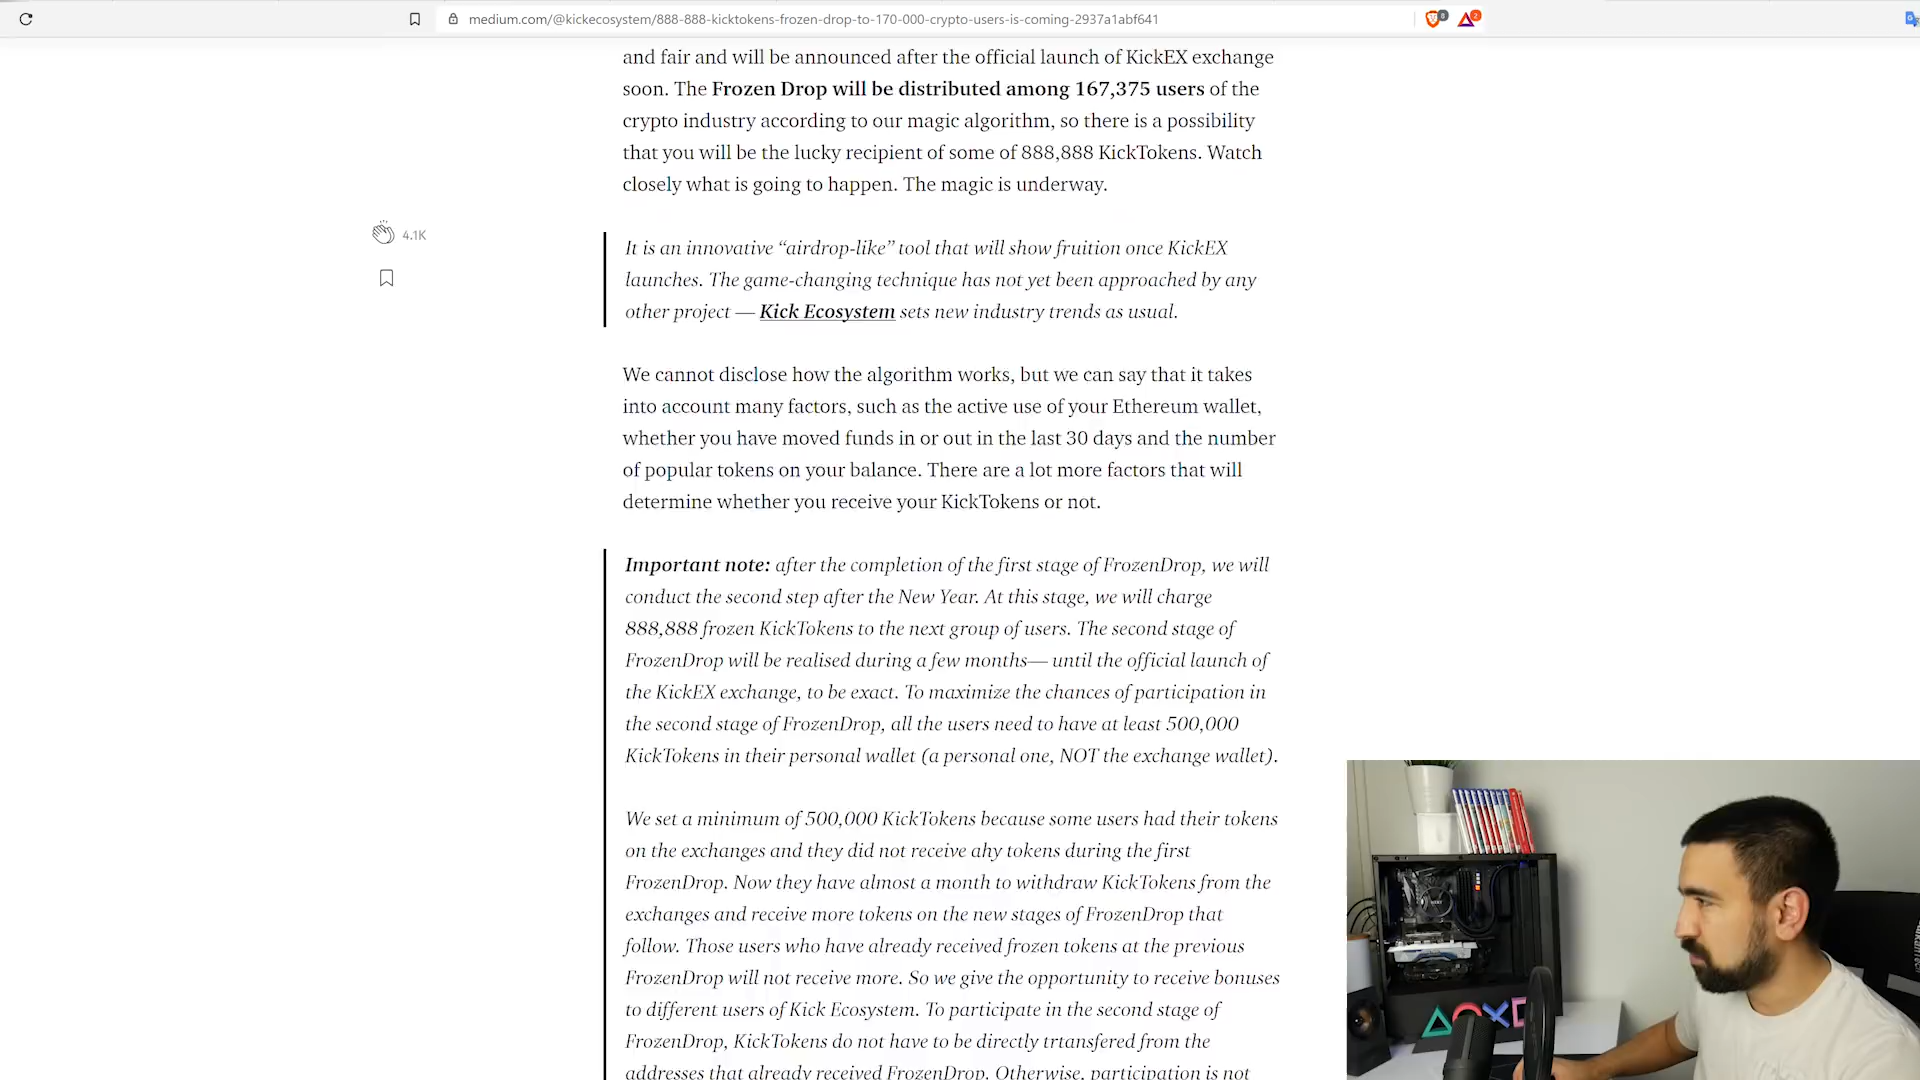 medium.com/@kickecosystem/888-888-kicktokens-frozen-drop-to-170-000-crypto-users-is-coming-2937a1abf641
8
2
and fair and will be announced after the official launch of KickEX exchange
soon. The Frozen Drop will be distributed among 167,375 users of the
crypto industry according to our magic algorithm, so there is a possibility
that you will be the lucky recipient of some of 888,888 KickTokens. Watch
closely what is going to happen. The magic is underway.
4.1K
It is an innovative “airdrop-like” tool that will show fruition once KickEX
launches. The game-changing technique has not yet been approached by any
other project — Kick Ecosystem sets new industry trends as usual.
We cannot disclose how the algorithm works, but we can say that it takes
into account many factors, such as the active use of your Ethereum wallet,
whether you have moved funds in or out in the last 30 days and the number
of popular tokens on your balance. There are a lot more factors that will
determine whether you receive your KickTokens or not.
Important note: after the completion of the first stage of FrozenDrop, we will
conduct the second step after the New Year. At this stage, we will charge
888,888 frozen KickTokens to the next group of users. The second stage of
FrozenDrop will be realised during a few months— until the official launch of
the KickEX exchange, to be exact. To maximize the chances of participation in
the second stage of FrozenDrop, all the users need to have at least 500,000
KickTokens in their personal wallet (a personal one, NOT the exchange wallet).
We set a minimum of 500,000 KickTokens because some users had their tokens
on the exchanges and they did not receive ahy tokens during the first
FrozenDrop. Now they have almost a month to withdraw KickTokens from the
exchanges and receive more tokens on the new stages of FrozenDrop that
follow. Those users who have already received frozen tokens at the previous
FrozenDrop will not receive more. So we give the opportunity to receive bonuses
to different users of Kick Ecosystem. To participate in the second stage of
FrozenDrop, KickTokens do not have to be directly trtansfered from the
addresses that already received FrozenDrop. Otherwise, participation is not